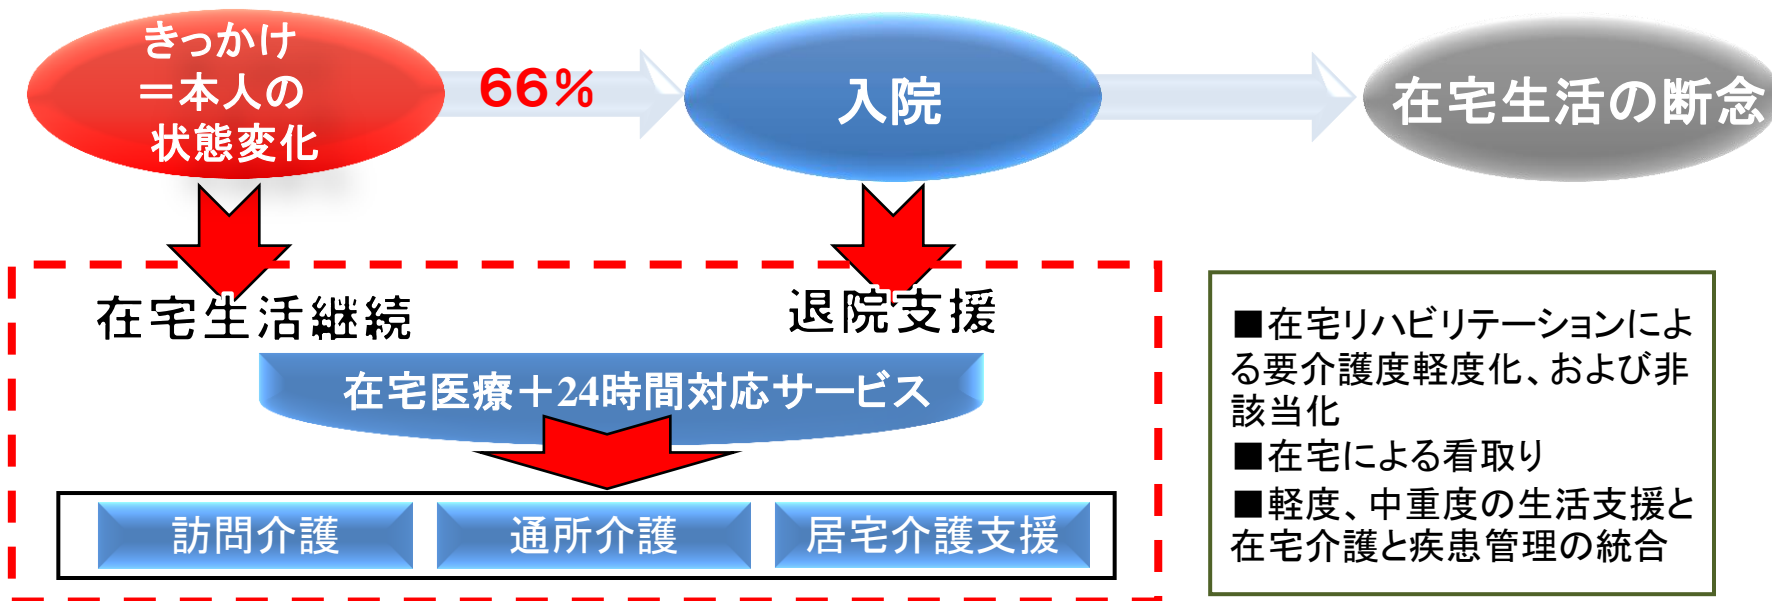 きっかけ
＝本人の
状態変化
66%
入院
在宅生活の断念
在宅生活継続
退院支援
在宅医療＋24時間対応サービス
訪問介護
通所介護
居宅介護支援
■在宅リハビリテーションによ
る要介護度軽度化、および非
該当化
■在宅による看取り
■軽度、中重度の生活支援と
在宅介護と疾患管理の統合